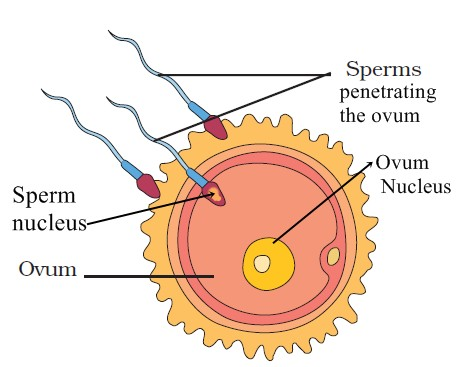 Sperms
penetrating
the ovum
Ovum
Nucleus
Sperm
nucleus
Ovum